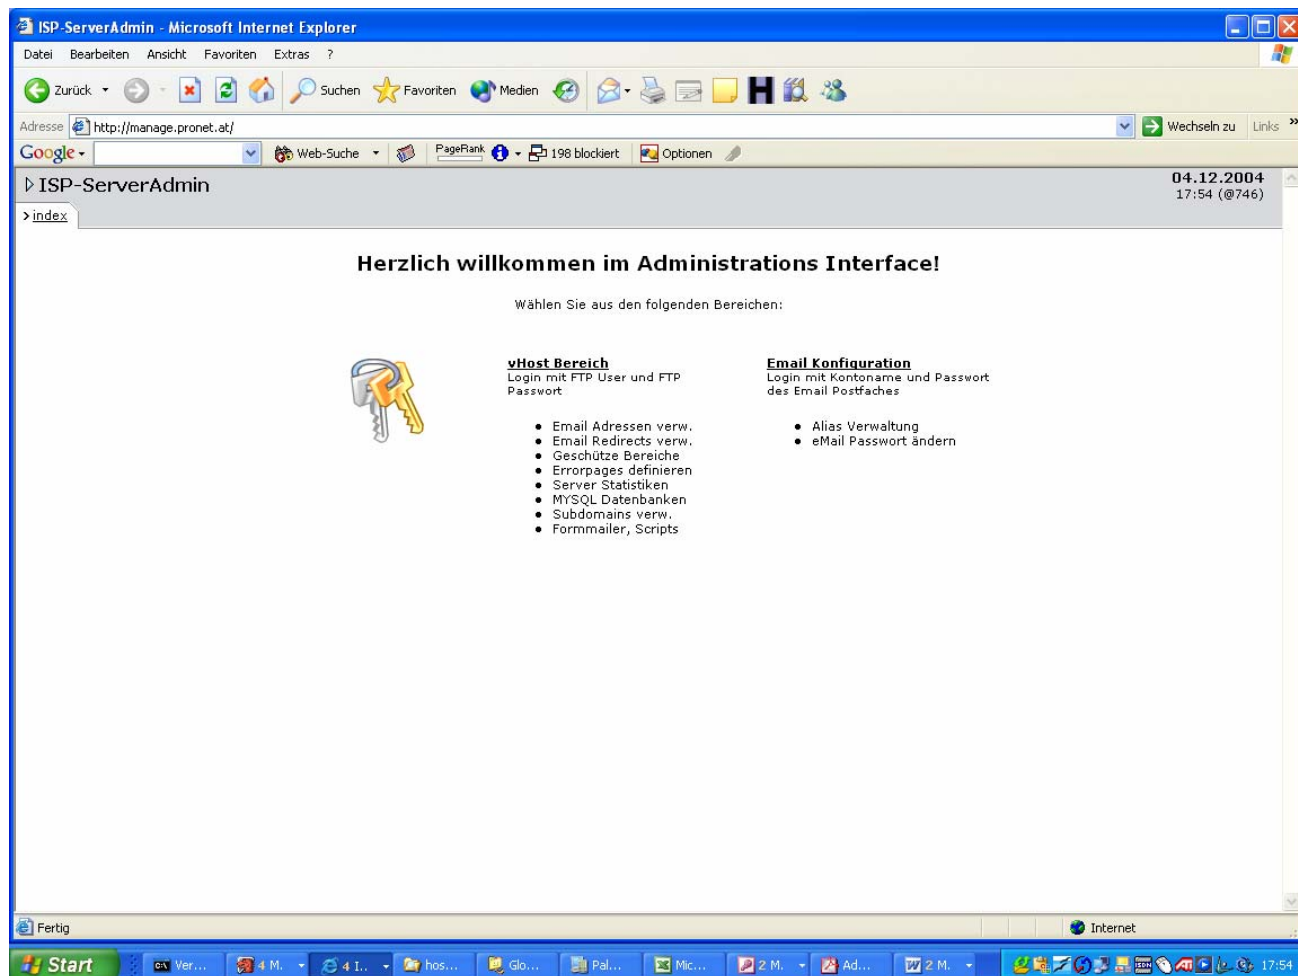 ISP-ServerAdmin - Microsoft Internet Explorer
Datei Bearbeiten Ansicht Favoriten Extras ?
Zurück Suchen Favoriten Medien
Adresse http://manage.pronet.at/ Wechseln zu Links »
Google Web-Suche PageRank 198 blockiert Optionen
ISP-ServerAdmin 04.12.2004
17:54 (@746)
index
Herzlich willkommen im Administrations Interface!
Wählen Sie aus den folgenden Bereichen:
vHost Bereich
Login mit FTP User und FTP
Passwort
• Email Adressen verw.
• Email Redirects verw.
• Geschütze Bereiche
• Errorpages definieren
• Server Statistiken
• MYSQL Datenbanken
• Subdomains verw.
• Formmailer, Scripts
Email Konfiguration
Login mit Kontoname und Passwort
des Email Postfaches
• Alias Verwaltung
• eMail Passwort ändern
Fertig Internet
Start Ver... 4 M. 4 I.. hos... Glo... Pal... Mic... 2 M. Ad... 2 M. 17:54